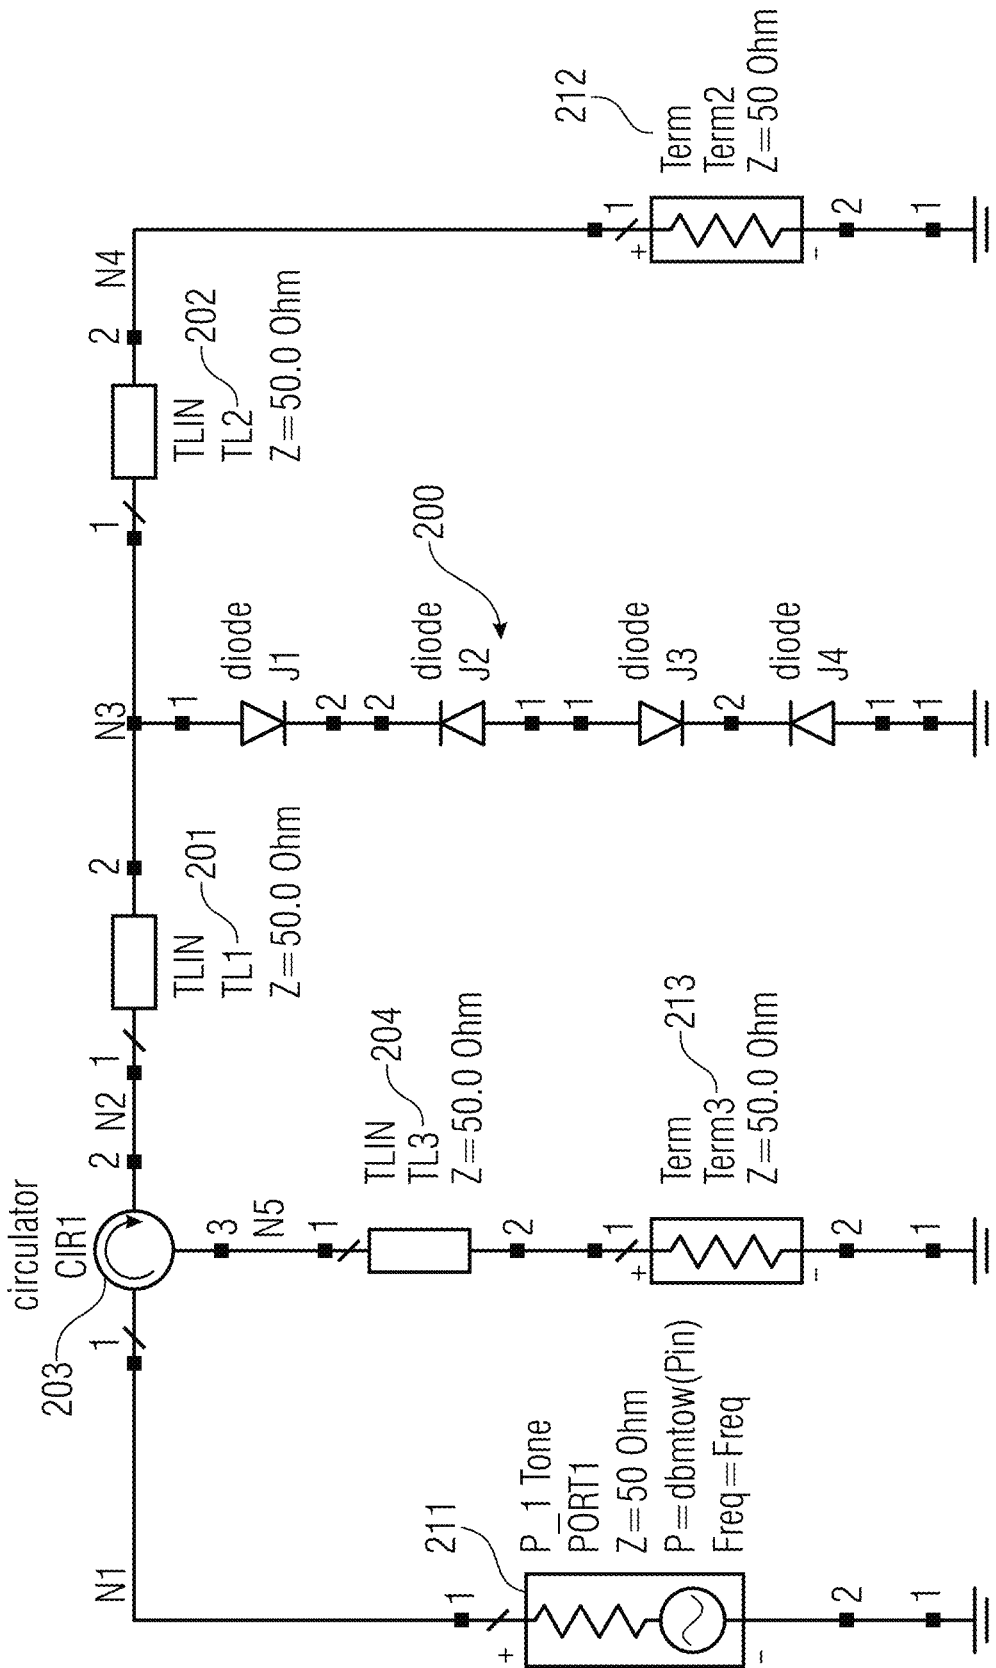 circulator
CIR1
203
N1
1
2
N2
1
2
N3
1
2
N4
TLIN
TL1
201
Z=50.0 Ohm
TLIN
TL2
202
Z=50.0 Ohm
3
N5
1
TLIN
TL3
204
Z=50.0 Ohm
2
1
+
Term
Term3
213
Z=50.0 Ohm
-
2
1
1
+
211
P_1 Tone
PORT1
Z=50 Ohm
P=dbmtow(Pin)
Freq=Freq
-
2
1
1
diode
J1
2
2
diode
J2
200
1
1
diode
J3
2
diode
J4
1
1
1
+
212
Term
Term2
Z=50 Ohm
-
2
1